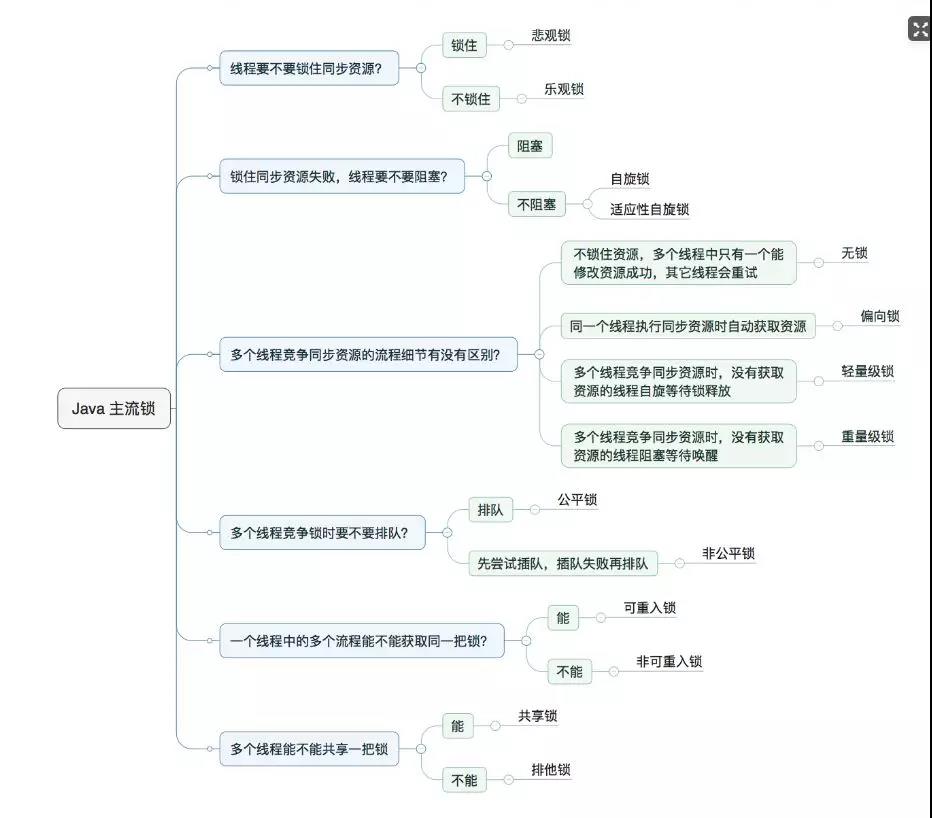 Java 主流锁
线程要不要锁住同步资源？
锁住
悲观锁
不锁住
乐观锁
锁住同步资源失败，线程要不要阻塞？
阻塞
不阻塞
自旋锁
适应性自旋锁
多个线程竞争同步资源的流程细节有没有区别？
不锁住资源，多个线程中只有一个能
修改资源成功，其它线程会重试
无锁
同一个线程执行同步资源时自动获取资源
偏向锁
多个线程竞争同步资源时，没有获取
资源的线程自旋等待锁释放
轻量级锁
多个线程竞争同步资源时，没有获取
资源的线程阻塞等待唤醒
重量级锁
多个线程竞争锁时要不要排队？
排队
公平锁
先尝试插队，插队失败再排队
非公平锁
一个线程中的多个流程能不能获取同一把锁？
能
可重入锁
不能
非可重入锁
多个线程能不能共享一把锁
能
共享锁
不能
排他锁